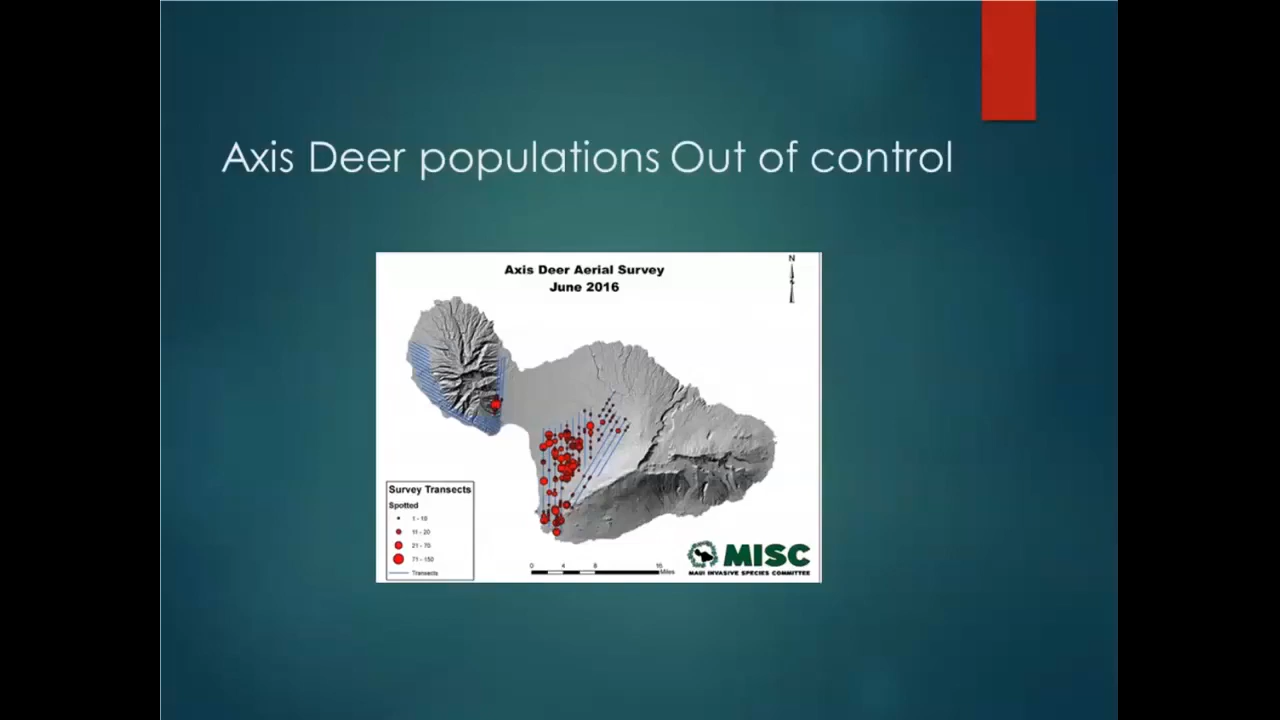 Axis Deer populations Out of control
Axis Deer Aerial Survey
June 2016
N
Survey Transects
Spotted
1 - 10
11 - 20
21 - 70
71 - 150
Transects
0 4 8 16
Miles
MISC
MAUI INVASIVE SPECIES COMMITTEE